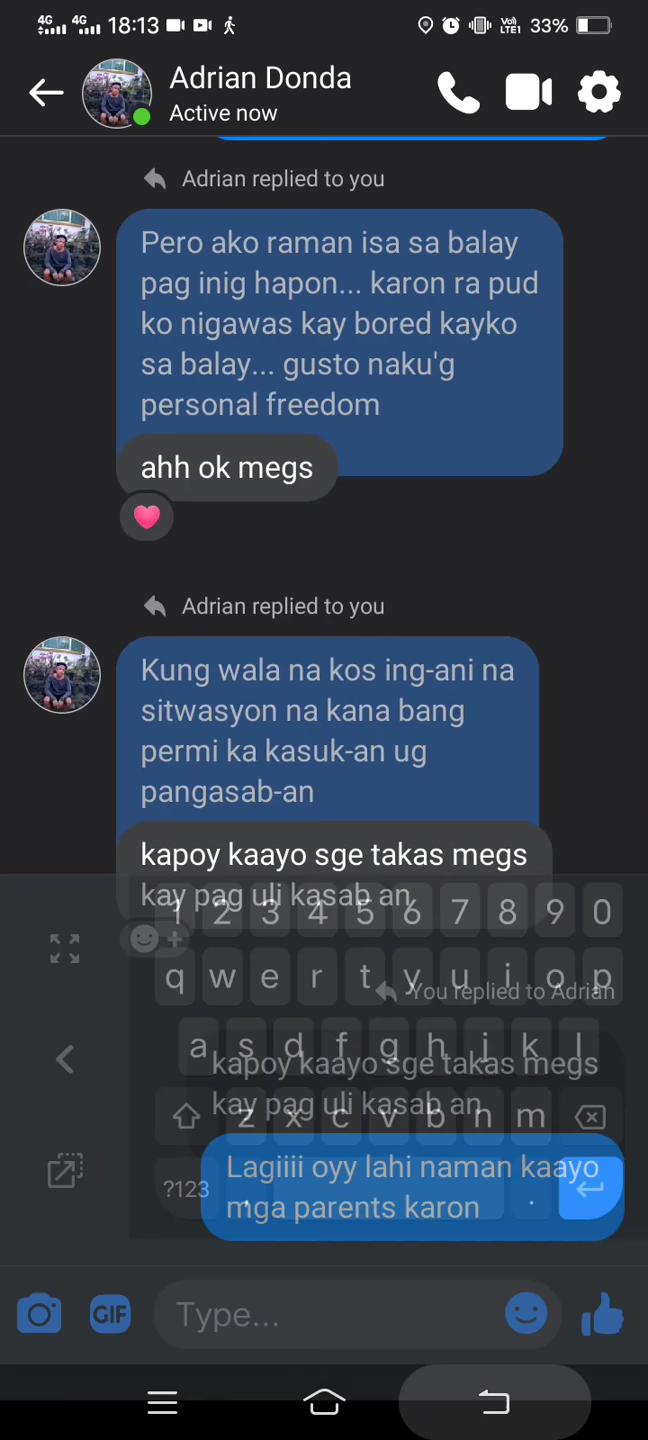 4G 4G 18:13 Vo) LTE1 33%
Adrian Donda
Active now
Adrian replied to you
Pero ako raman isa sa balay
pag inig hapon... karon ra pud
ko nigawas kay bored kayko
sa balay... gusto naku'g
personal freedom
ahh ok megs
Adrian replied to you
Kung wala na kos ing-ani na
sitwasyon na kana bang
permi ka kasuk-an ug
pangasab-an
kapoy kaayo sge takas megs
kay pag uli kasab an
1 2 3 4 5 6 7 8 9 0
q w e r t y u i o p
You replied to Adrian
a s d f g h j k l
kapoy kaayo sge takas megs
kay pag uli kasab an
z x c v b n m
Lagiiii oyy lahi naman kaayo
mga parents karon
?123 , .
GIF Type...